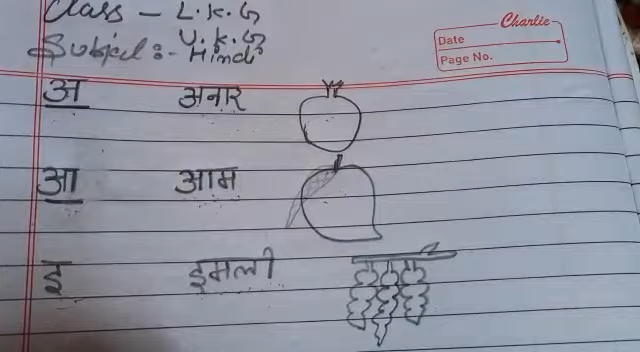 Class - L.K.G
U.K.G
Subject :- Hindi
Charlie
Date
Page No.
अ अनार
आ आम
इ इमली